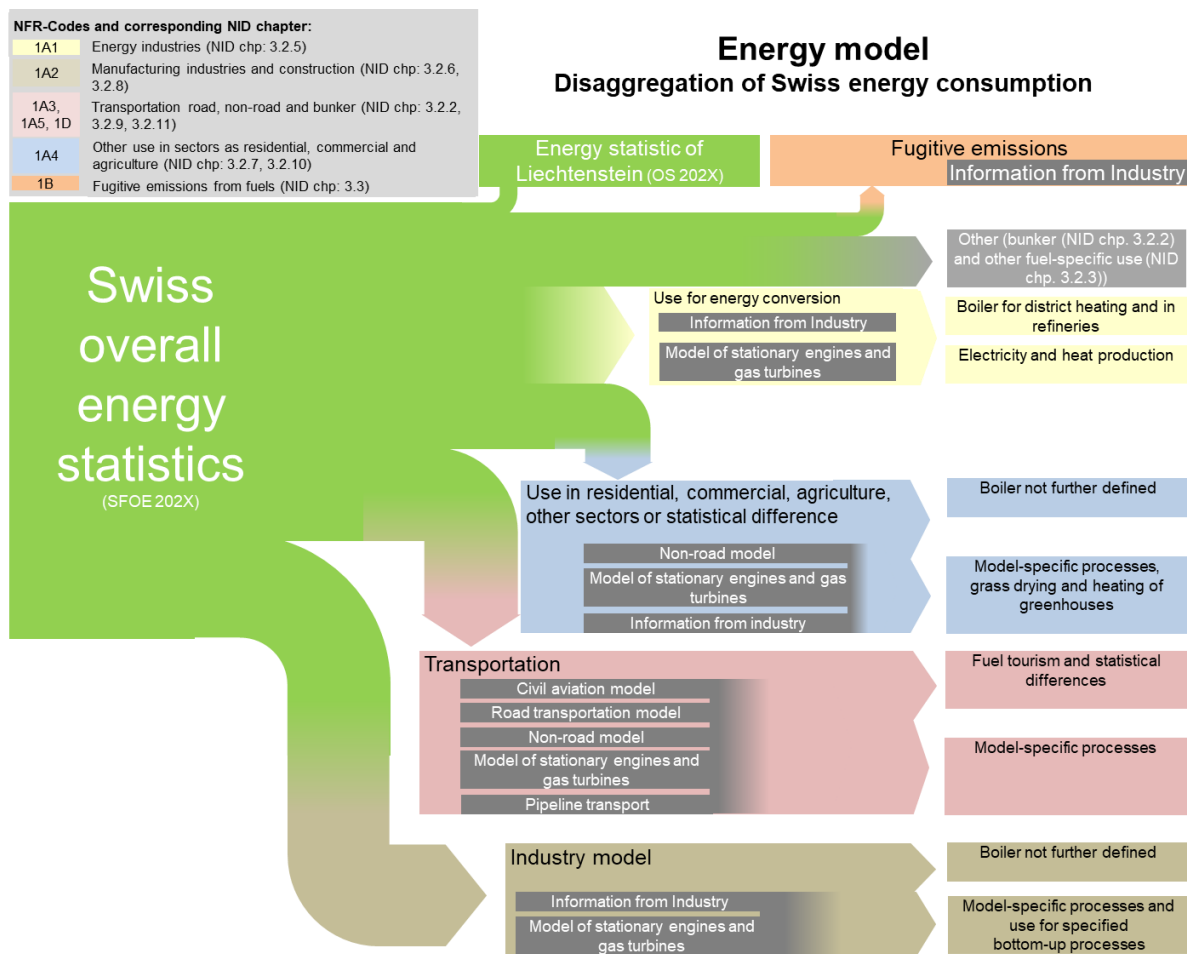 NFR-Codes and corresponding NID chapter:
1A1 Energy industries (NID chp: 3.2.5)
1A2 Manufacturing industries and construction (NID chp: 3.2.6,
3.2.8)
1A3,
1A5, 1D
Transportation road, non-road and bunker (NID chp: 3.2.2,
3.2.9, 3.2.11)
1A4
Other use in sectors as residential, commercial and
agriculture (NID chp: 3.2.7, 3.2.10)
1B Fugitive emissions from fuels (NID chp: 3.3)
Energy model
Disaggregation of Swiss energy consumption
Energy statistic of
Liechtenstein (OS 202X)
Fugitive emissions
Information from Industry
Swiss
overall
energy
statistics
(SFOE 202X)
Other (bunker (NID chp. 3.2.2)
and other fuel-specific use (NID
chp. 3.2.3))
Use for energy conversion
Information from Industry
Model of stationary engines and
gas turbines
Boiler for district heating and in
refineries
Electricity and heat production
Use in residential, commercial, agriculture,
other sectors or statistical difference
Non-road model
Model of stationary engines and gas
turbines
Information from industry
Boiler not further defined
Model-specific processes,
grass drying and heating of
greenhouses
Transportation
Civil aviation model
Road transportation model
Non-road model
Model of stationary engines and
gas turbines
Pipeline transport
Fuel tourism and statistical
differences
Model-specific processes
Industry model
Information from Industry
Model of stationary engines and
gas turbines
Boiler not further defined
Model-specific processes and
use for specified
bottom-up processes